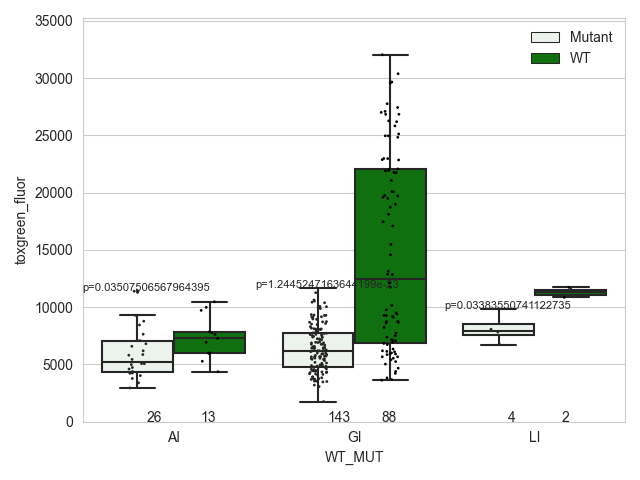 35000
Mutant
WT
30000
25000
20000
15000
10000
5000
0
toxgreen_fluor
p=0.03507506567964395
p=0.03383550741122735
26
13
143
88
4
2
AI
GI
LI
WT_MUT